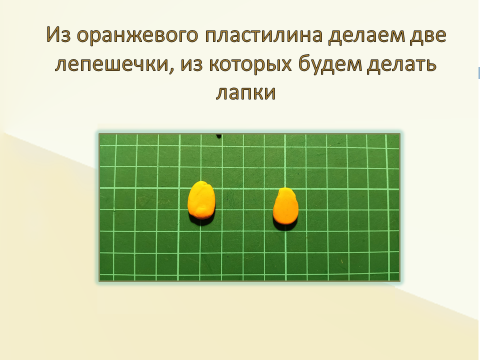 Из оранжевого пластилина делаем две
лепешечки, из которых будем делать
лапки